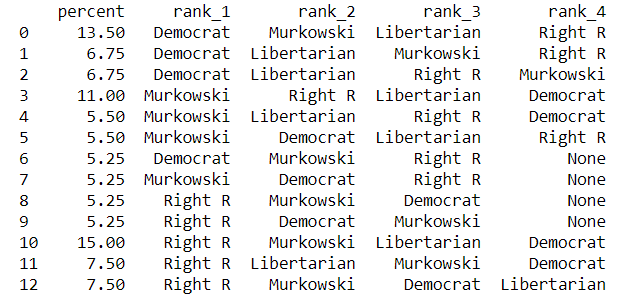 percent rank_1 rank_2 rank_3 rank_4
0 13.50 Democrat Murkowski Libertarian Right R
1 6.75 Democrat Libertarian Murkowski Right R
2 6.75 Democrat Libertarian Right R Murkowski
3 11.00 Murkowski Right R Libertarian Democrat
4 5.50 Murkowski Libertarian Right R Democrat
5 5.50 Murkowski Democrat Libertarian Right R
6 5.25 Democrat Murkowski Right R None
7 5.25 Murkowski Democrat Right R None
8 5.25 Right R Murkowski Democrat None
9 5.25 Right R Democrat Murkowski None
10 15.00 Right R Murkowski Libertarian Democrat
11 7.50 Right R Libertarian Murkowski Democrat
12 7.50 Right R Murkowski Democrat Libertarian